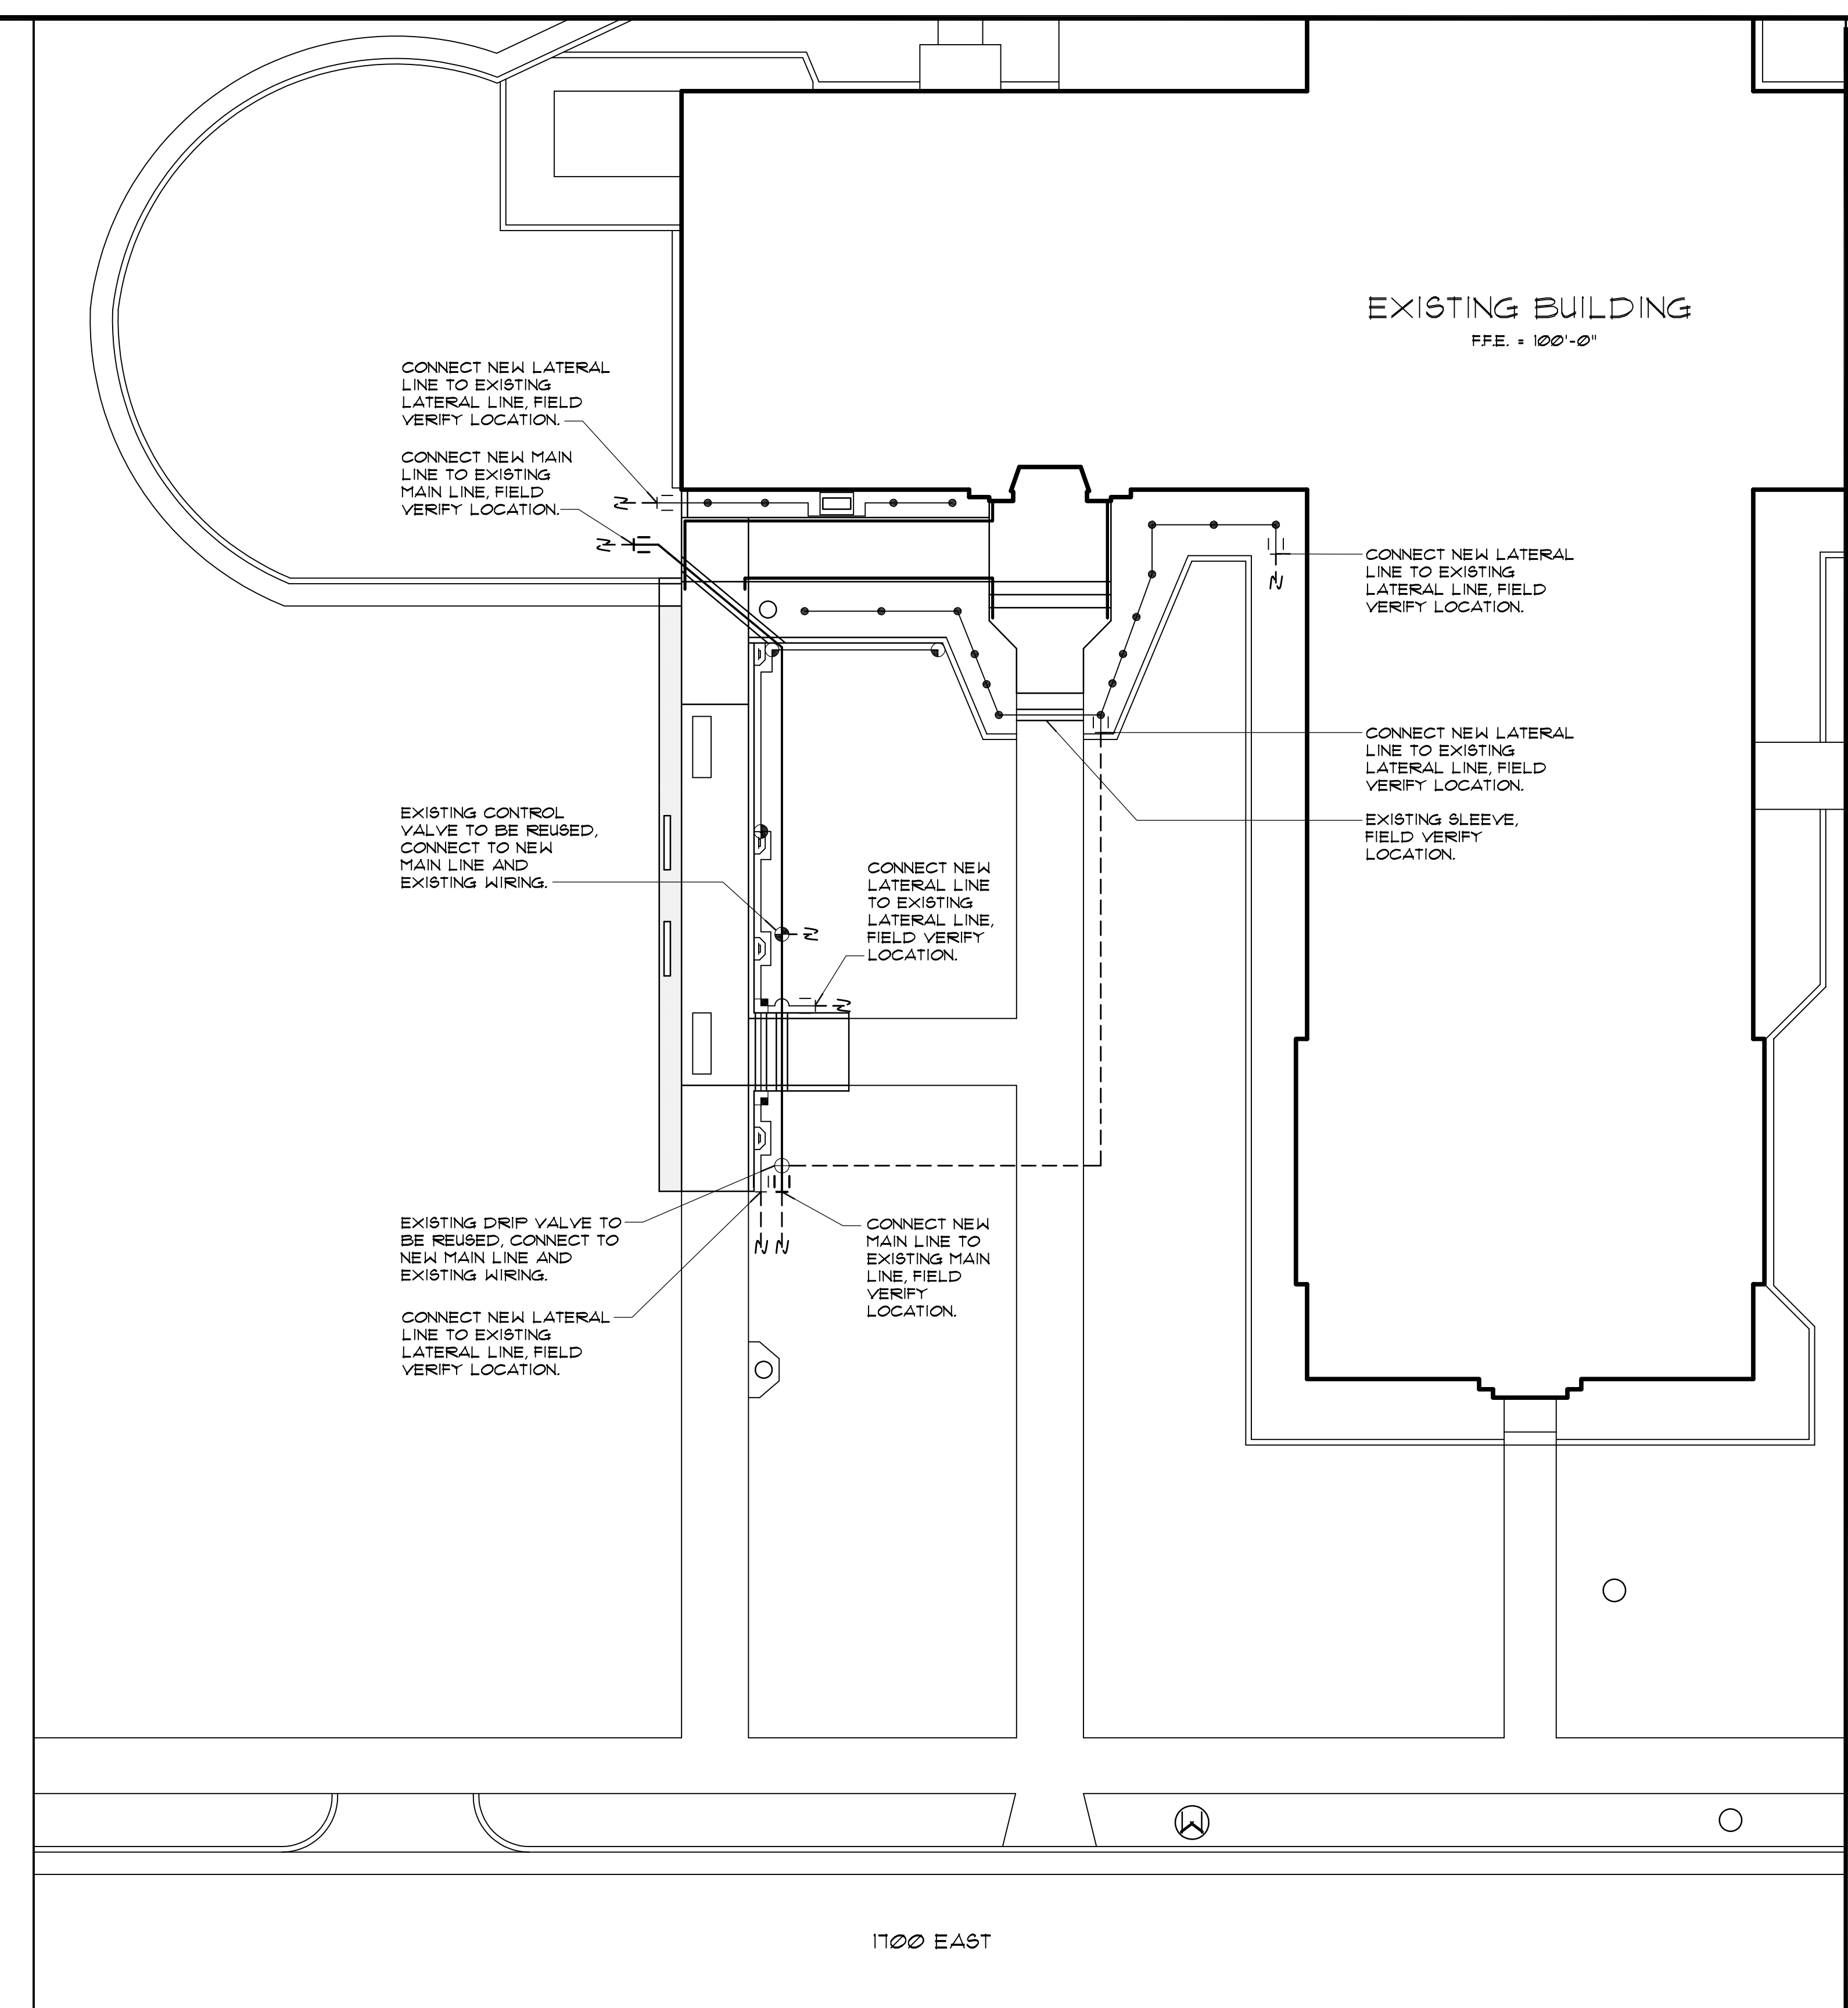 EXISTING BUILDING
F.F.E. = 100'-0"
CONNECT NEW LATERAL
LINE TO EXISTING
LATERAL LINE, FIELD
VERIFY LOCATION.
CONNECT NEW MAIN
LINE TO EXISTING
MAIN LINE, FIELD
VERIFY LOCATION.
CONNECT NEW LATERAL
LINE TO EXISTING
LATERAL LINE, FIELD
VERIFY LOCATION.
CONNECT NEW LATERAL
LINE TO EXISTING
LATERAL LINE, FIELD
VERIFY LOCATION.
EXISTING SLEEVE,
FIELD VERIFY
LOCATION.
EXISTING CONTROL
VALVE TO BE REUSED,
CONNECT TO NEW
MAIN LINE AND
EXISTING WIRING.
CONNECT NEW
LATERAL LINE
TO EXISTING
LATERAL LINE,
FIELD VERIFY
LOCATION.
EXISTING DRIP VALVE TO
BE REUSED, CONNECT TO
NEW MAIN LINE AND
EXISTING WIRING.
CONNECT NEW
MAIN LINE TO
EXISTING MAIN
LINE, FIELD
VERIFY
LOCATION.
CONNECT NEW LATERAL
LINE TO EXISTING
LATERAL LINE, FIELD
VERIFY LOCATION.
W
1700 EAST